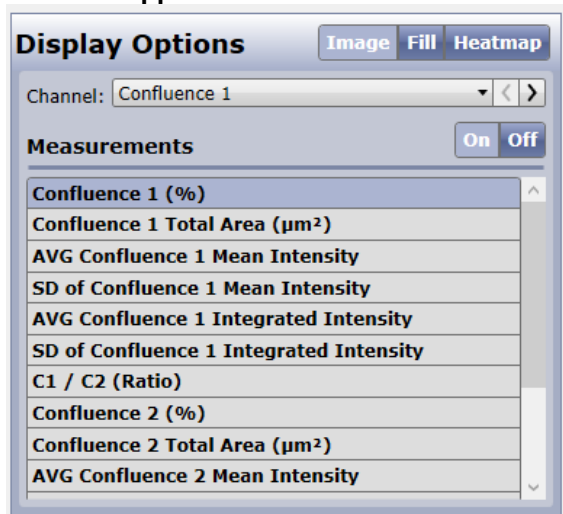 Display Options Image Fill Heatmap
Channel: Confluence 1
Measurements On Off
Confluence 1 (%)
Confluence 1 Total Area (µm²)
AVG Confluence 1 Mean Intensity
SD of Confluence 1 Mean Intensity
AVG Confluence 1 Integrated Intensity
SD of Confluence 1 Integrated Intensity
C1 / C2 (Ratio)
Confluence 2 (%)
Confluence 2 Total Area (µm²)
AVG Confluence 2 Mean Intensity